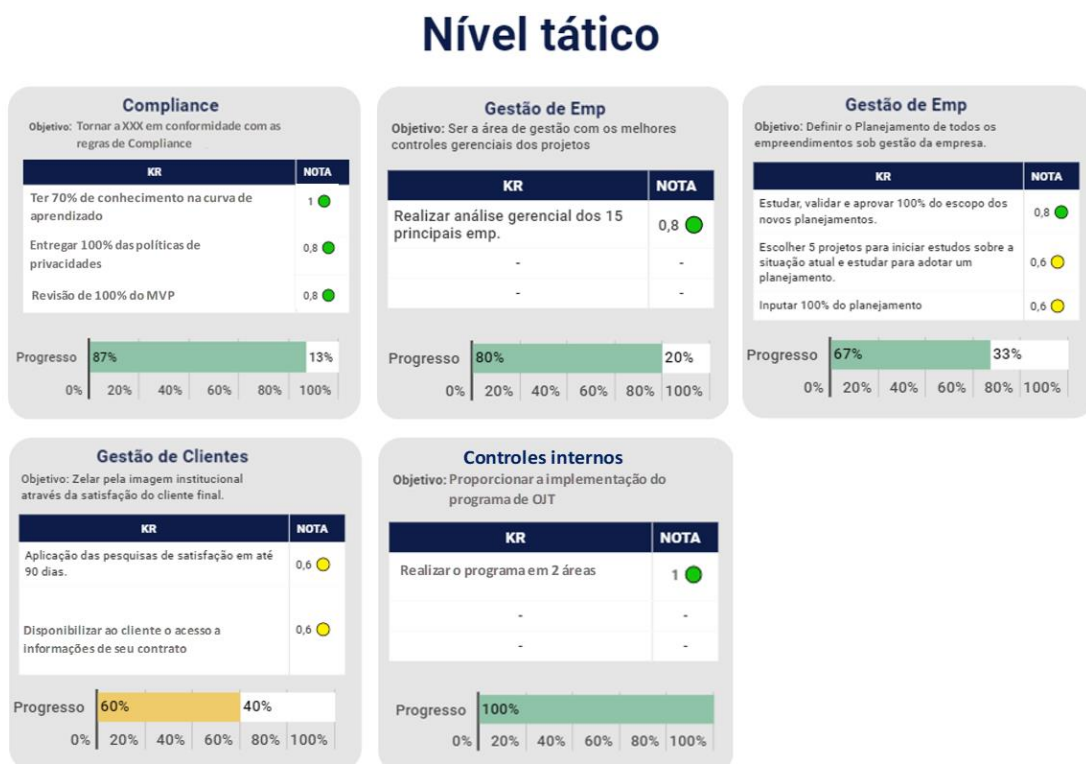 Nível tático
Compliance
Objetivo: Tornar a XXX em conformidade com as
regras de Compliance
KR NOTA
Ter 70% de conhecimento na curva de
aprendizado
1
Entregar 100% das políticas de
privacidades
0,8
Revisão de 100% do MVP 0,8
Progresso 87% 13%
0% 20% 40% 60% 80% 100%
Gestão de Emp
Objetivo: Ser a área de gestão com os melhores
controles gerenciais dos projetos
KR NOTA
Realizar análise gerencial dos 15
principais emp.
0,8
- -
- -
Progresso 80% 20%
0% 20% 40% 60% 80% 100%
Gestão de Emp
Objetivo: Definir o Planejamento de todos os
empreendimentos sob gestão da empresa.
KR NOTA
Estudar, validar e aprovar 100% do escopo dos
novos planejamentos.
0,8
Escolher 5 projetos para iniciar estudos sobre a
situação atual e estudar para adotar um
planejamento.
0,6
Inputar 100% do planejamento 0,6
Progresso 67% 33%
0% 20% 40% 60% 80% 100%
Gestão de Clientes
Objetivo: Zelar pela imagem institucional
através da satisfação do cliente final.
KR NOTA
Aplicação das pesquisas de satisfação em até
90 dias.
0,6
Disponibilizar ao cliente o acesso a
informações de seu contrato
0,6
Progresso 60% 40%
0% 20% 40% 60% 80% 100%
Controles internos
Objetivo: Proporcionar a implementação do
programa de OJT
KR NOTA
Realizar o programa em 2 áreas 1
- -
- -
Progresso 100%
0% 20% 40% 60% 80% 100%